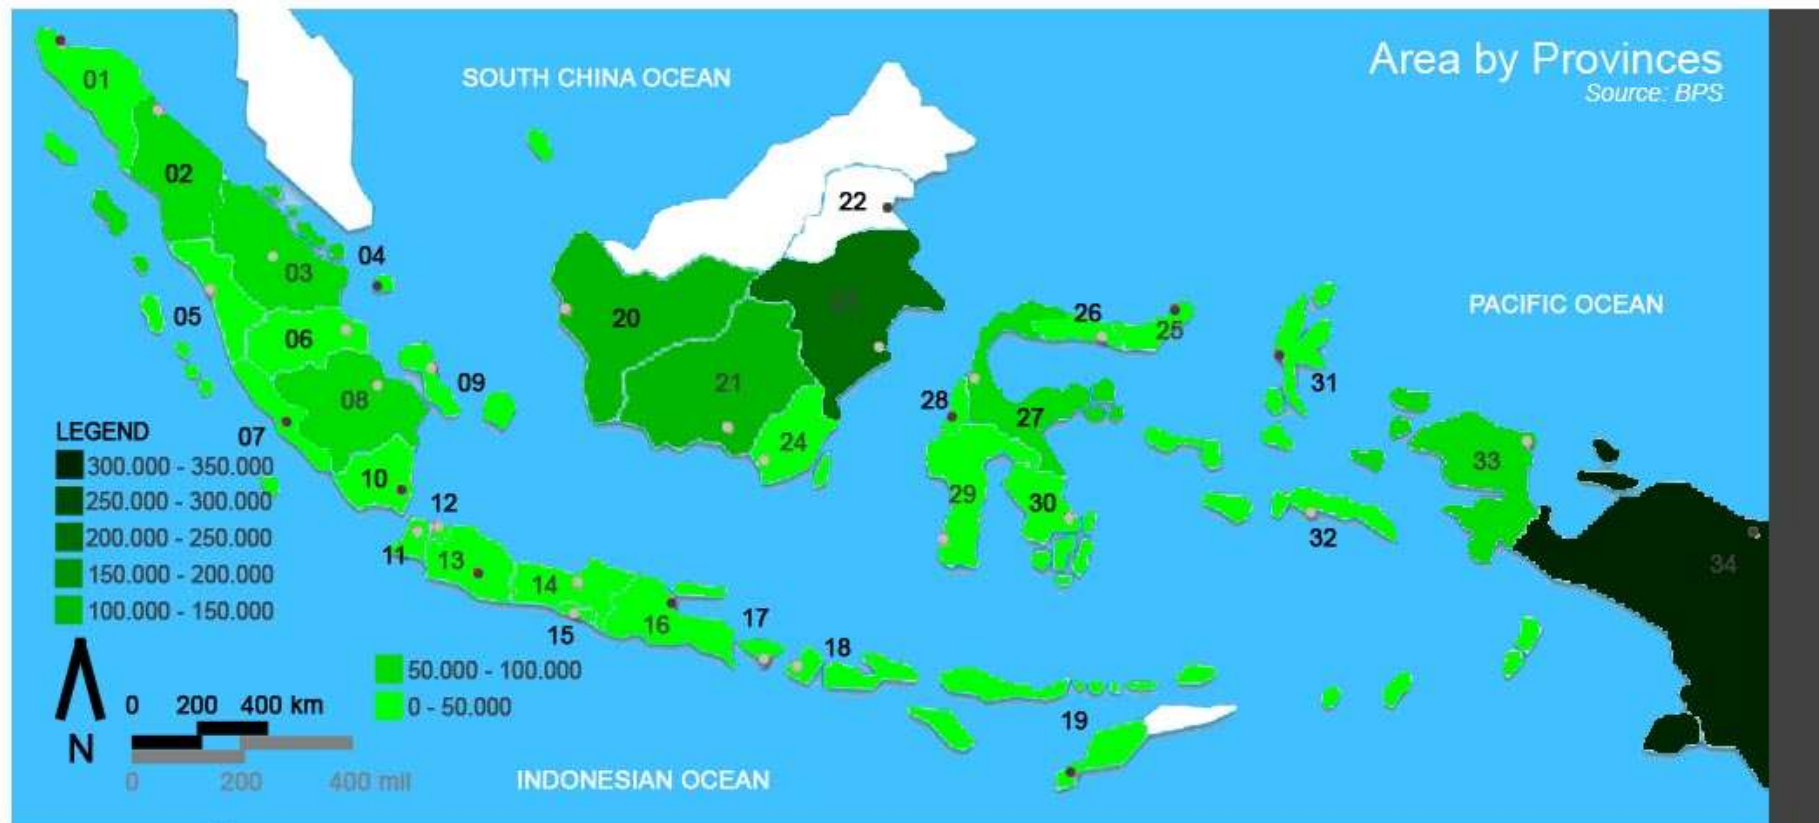 Area by Provinces
Source: BPS
SOUTH CHINA OCEAN
PACIFIC OCEAN
INDONESIAN OCEAN
01
02
03
04
05
06
07
08
09
10
11
12
13
14
15
16
17
18
19
20
21
22
24
25
26
27
28
29
30
31
32
33
34
LEGEND
300.000 - 350.000
250.000 - 300.000
200.000 - 250.000
150.000 - 200.000
100.000 - 150.000
50.000 - 100.000
0 - 50.000
N
0 200 400 km
0 200 400 mil